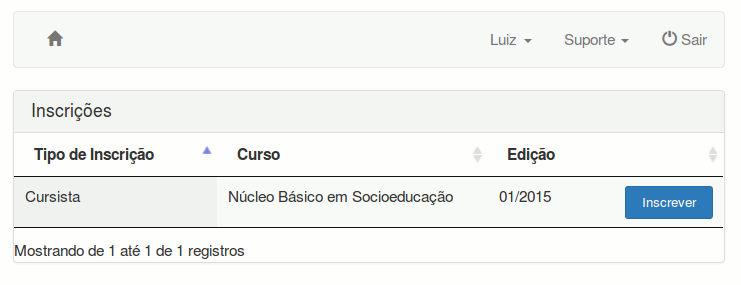 Luiz Suporte Sair
Inscrições
Tipo de Inscrição Curso Edição
Cursista Núcleo Básico em Socioeducação 01/2015 Inscrever
Mostrando de 1 até 1 de 1 registros